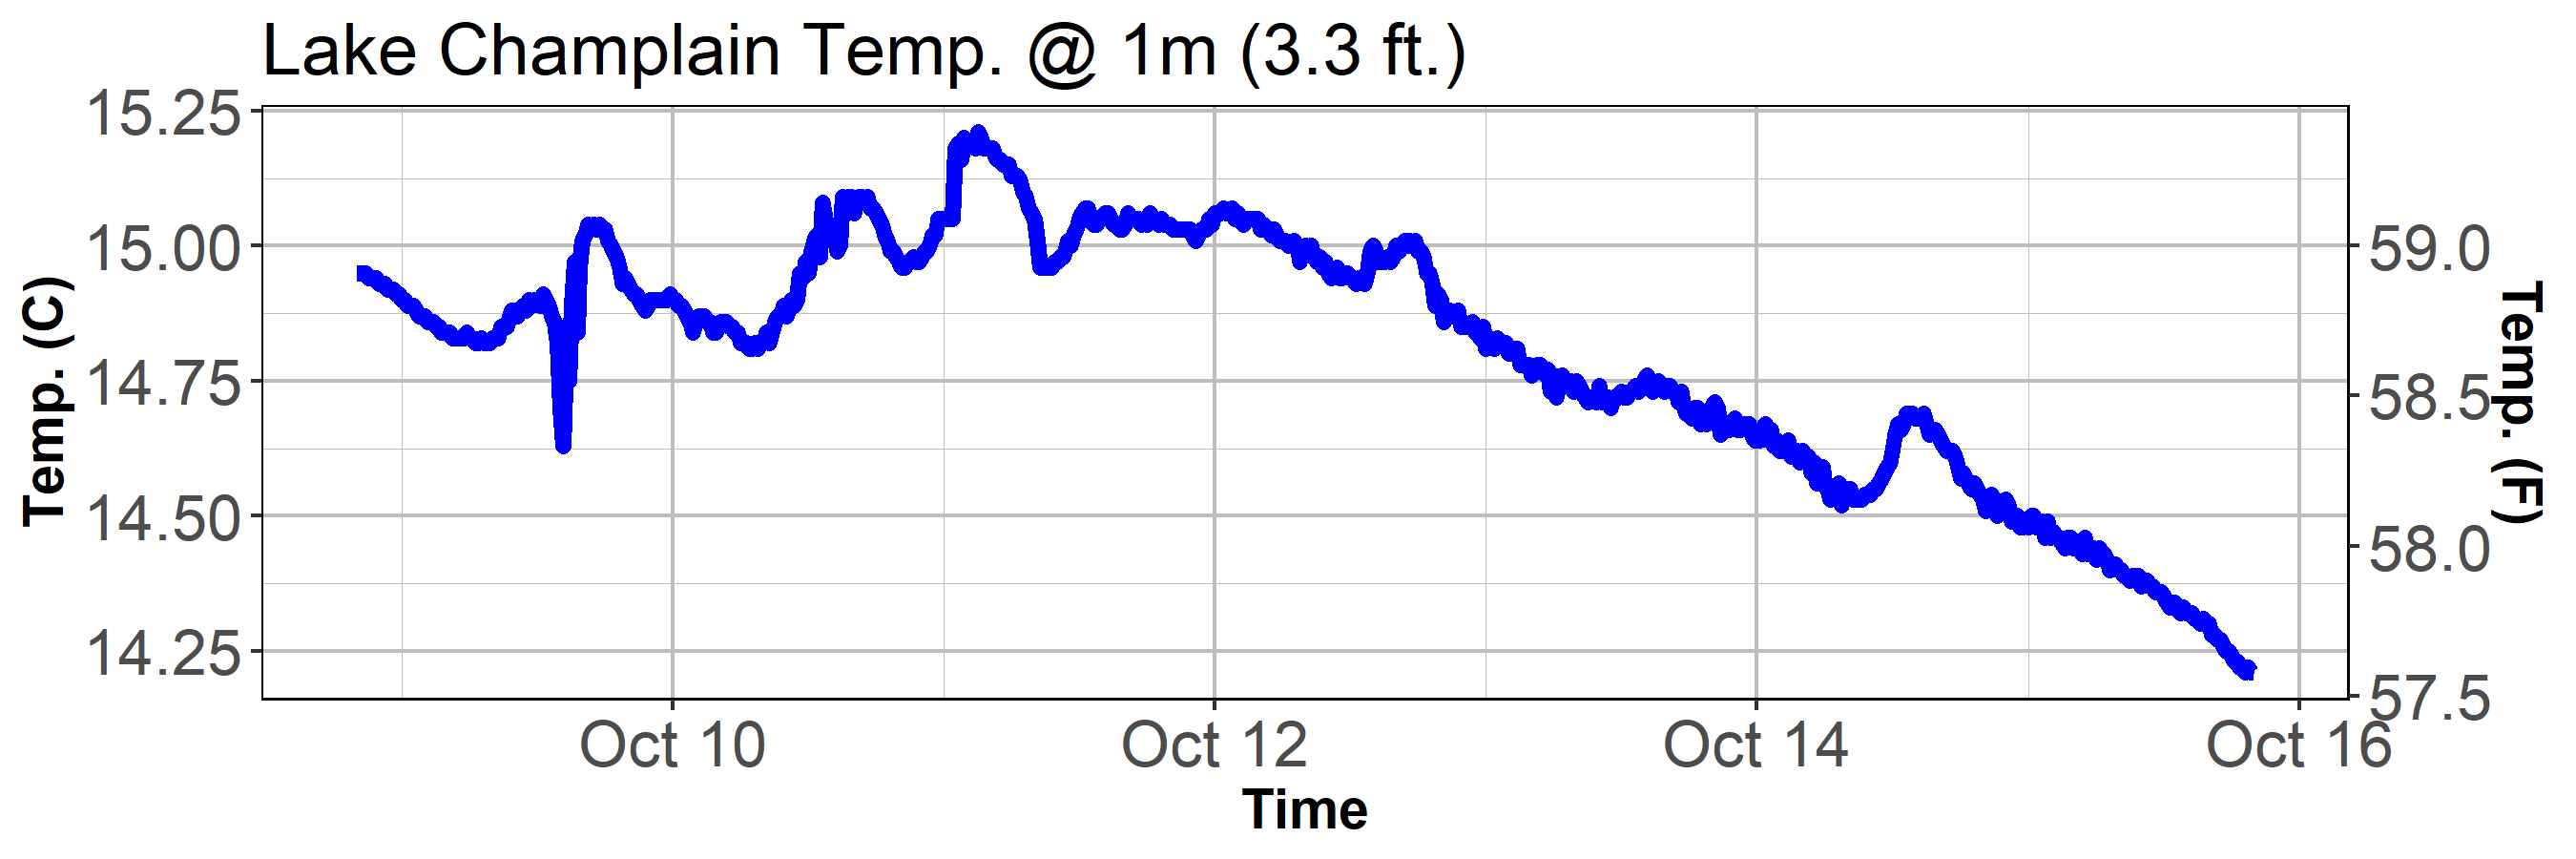 Lake Champlain Temp. @ 1m (3.3 ft.)
Temp. (C)
15.25
15.00
14.75
14.50
14.25
59.0
58.5
58.0
57.5
Temp. (F)
Oct 10
Oct 12
Oct 14
Oct 16
Time